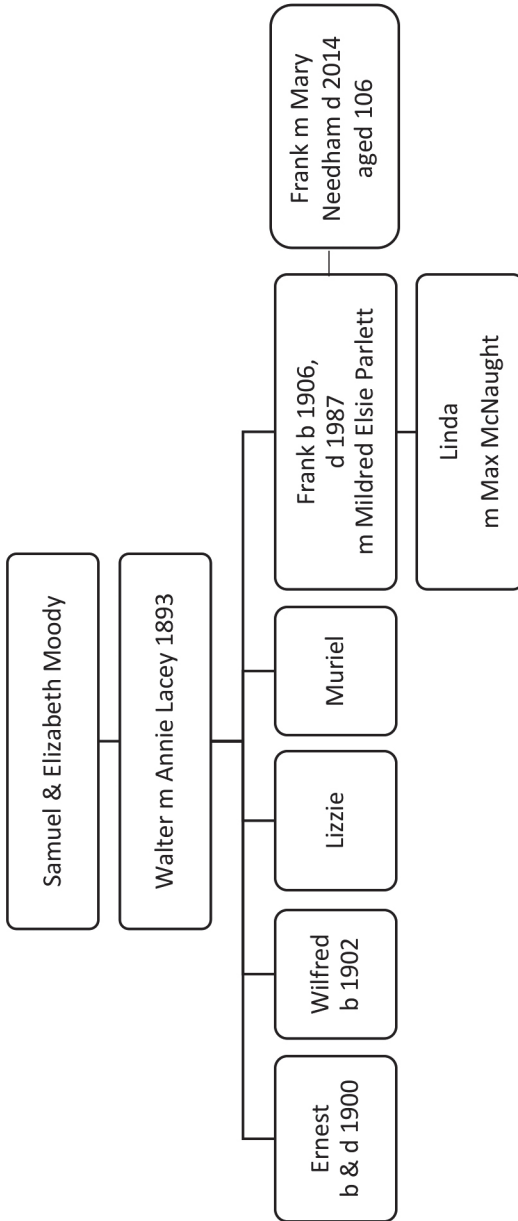 Samuel & Elizabeth Moody
Walter m Annie Lacey 1893
Ernest
b & d 1900
Wilfred
b 1902
Lizzie
Muriel
Frank b 1906,
d 1987
m Mildred Elsie Parlett
Frank m Mary
Needham d 2014
aged 106
Linda
m Max McNaught